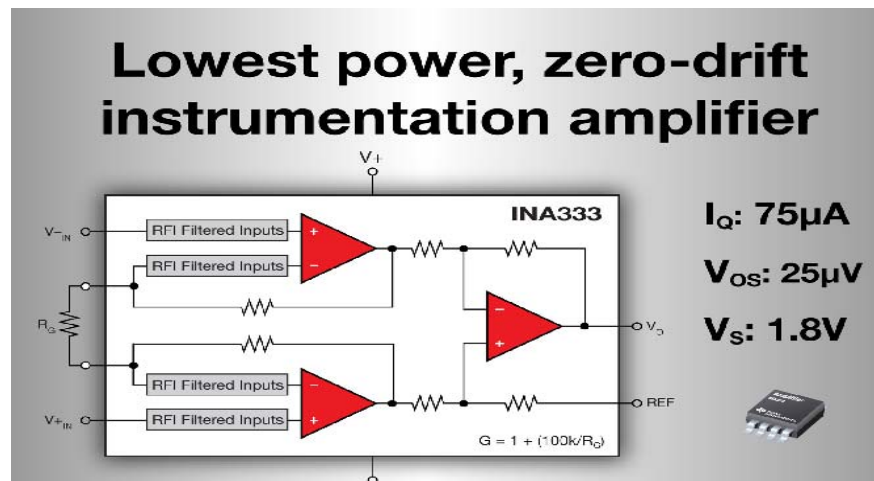 Lowest power, zero-drift
instrumentation amplifier
V+
INA333
V-IN
RFI Filtered Inputs
+
RFI Filtered Inputs
−
RG
−
+
VO
RFI Filtered Inputs
−
V+IN
RFI Filtered Inputs
+
REF
G = 1 + (100k/RG)
IQ: 75µA
VOS: 25µV
VS: 1.8V